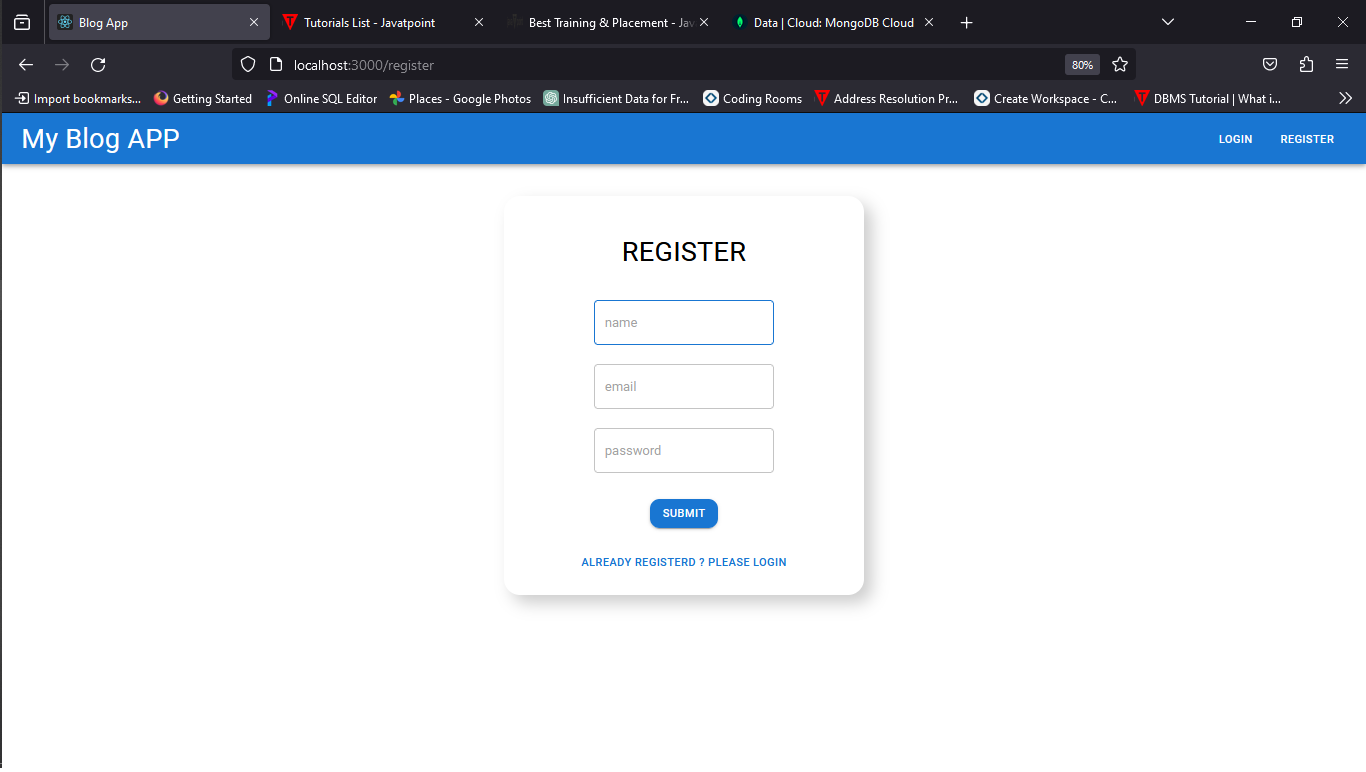 Blog App
Tutorials List - Javatpoint
Best Training & Placement - Jav
Data | Cloud: MongoDB Cloud
localhost:3000/register
80%
Import bookmarks...
Getting Started
Online SQL Editor
Places - Google Photos
Insufficient Data for Fr...
Coding Rooms
Address Resolution Pr...
Create Workspace - C...
DBMS Tutorial | What i...
My Blog APP
LOGIN
REGISTER
REGISTER
name
email
password
SUBMIT
ALREADY REGISTERD ? PLEASE LOGIN